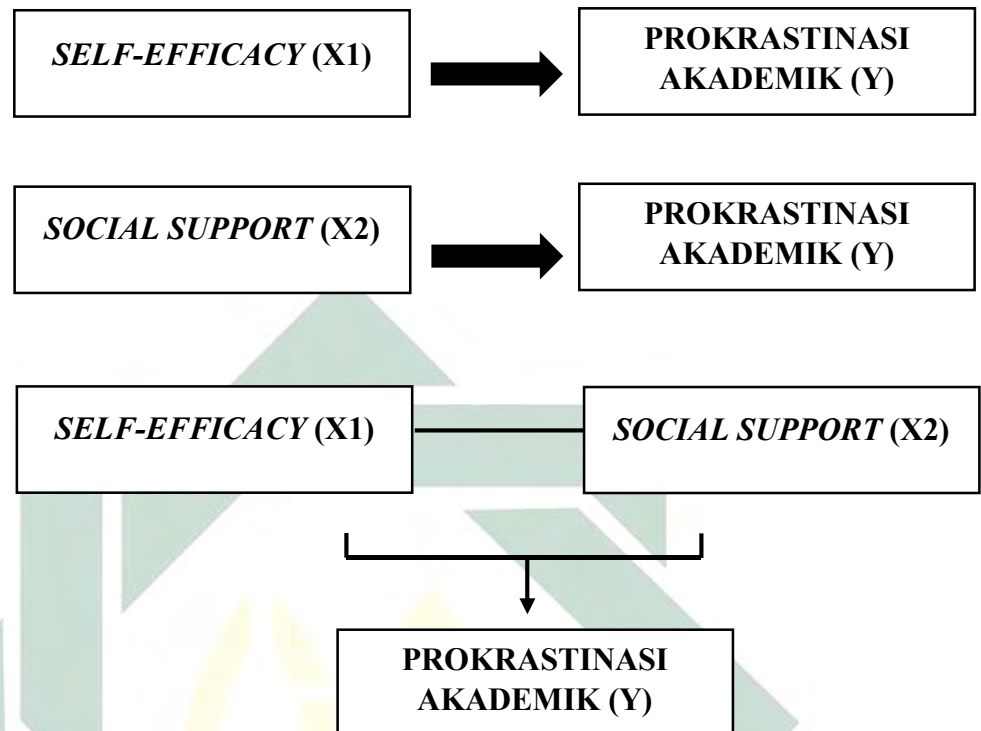 SELF-EFFICACY (X1)
PROKRASTINASI
AKADEMIK (Y)
SOCIAL SUPPORT (X2)
PROKRASTINASI
AKADEMIK (Y)
SELF-EFFICACY (X1)
SOCIAL SUPPORT (X2)
PROKRASTINASI
AKADEMIK (Y)